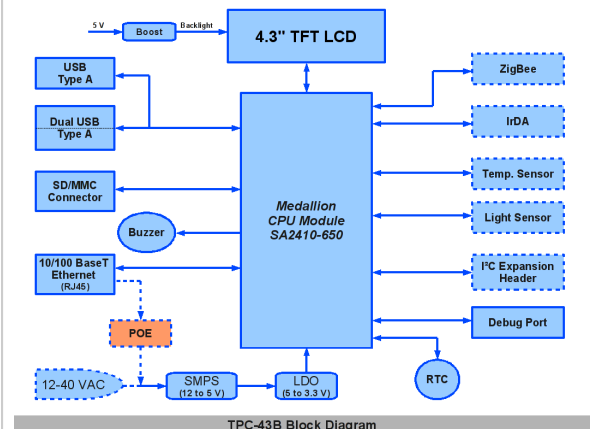 5 V
Boost
Backlight
4.3" TFT LCD
USB
Type A
Dual USB
Type A
SD/MMC
Connector
Buzzer
10/100 BaseT
Ethernet
(RJ45)
POE
12-40 VAC
SMPS
(12 to 5 V)
LDO
(5 to 3.3 V)
Medallion
CPU Module
SA2410-650
ZigBee
IrDA
Temp. Sensor
Light Sensor
I²C Expansion
Header
Debug Port
RTC
TPC-43B Block Diagram